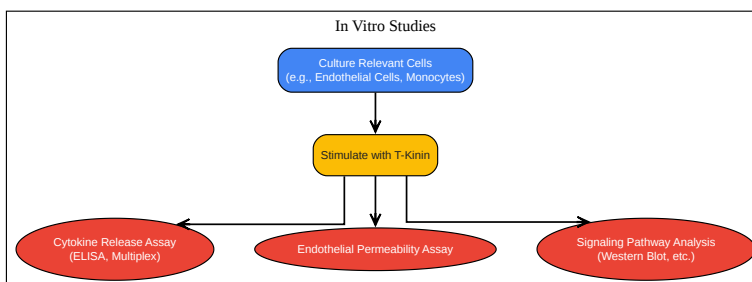 In Vitro Studies
Culture Relevant Cells
(e.g., Endothelial Cells, Monocytes)
Stimulate with T-Kinin
Cytokine Release Assay
(ELISA, Multiplex)
Endothelial Permeability Assay
Signaling Pathway Analysis
(Western Blot, etc.)